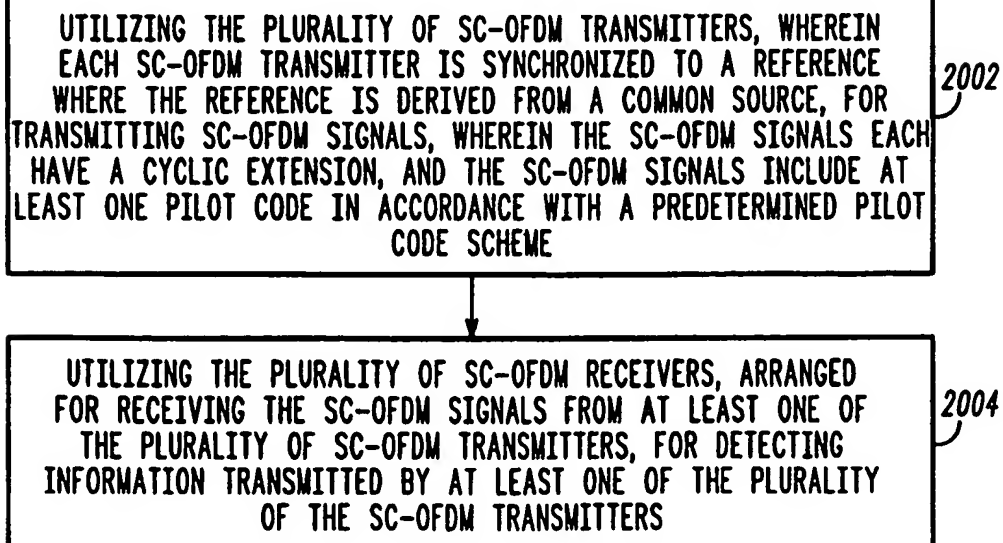 UTILIZING THE PLURALITY OF SC-OFDM TRANSMITTERS, WHEREIN
EACH SC-OFDM TRANSMITTER IS SYNCHRONIZED TO A REFERENCE
WHERE THE REFERENCE IS DERIVED FROM A COMMON SOURCE, FOR
TRANSMITTING SC-OFDM SIGNALS, WHEREIN THE SC-OFDM SIGNALS EACH
HAVE A CYCLIC EXTENSION, AND THE SC-OFDM SIGNALS INCLUDE AT
LEAST ONE PILOT CODE IN ACCORDANCE WITH A PREDETERMINED PILOT
CODE SCHEME
2002
UTILIZING THE PLURALITY OF SC-OFDM RECEIVERS, ARRANGED
FOR RECEIVING THE SC-OFDM SIGNALS FROM AT LEAST ONE OF
THE PLURALITY OF SC-OFDM TRANSMITTERS, FOR DETECTING
INFORMATION TRANSMITTED BY AT LEAST ONE OF THE PLURALITY
OF THE SC-OFDM TRANSMITTERS
2004